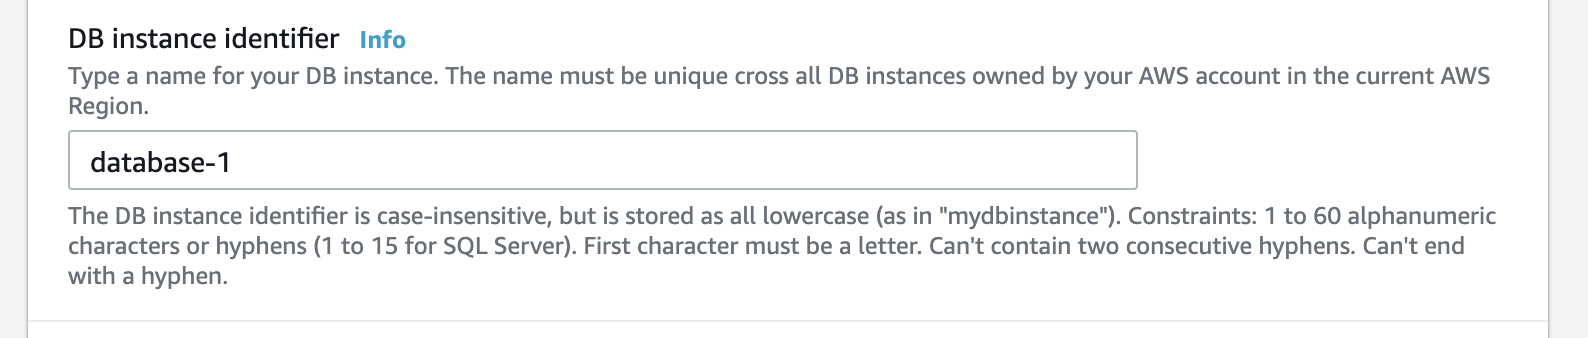 DB instance identifier Info
Type a name for your DB instance. The name must be unique cross all DB instances owned by your AWS account in the current AWS
Region.
database-1
The DB instance identifier is case-insensitive, but is stored as all lowercase (as in "mydbinstance"). Constraints: 1 to 60 alphanumeric
characters or hyphens (1 to 15 for SQL Server). First character must be a letter. Can't contain two consecutive hyphens. Can't end
with a hyphen.